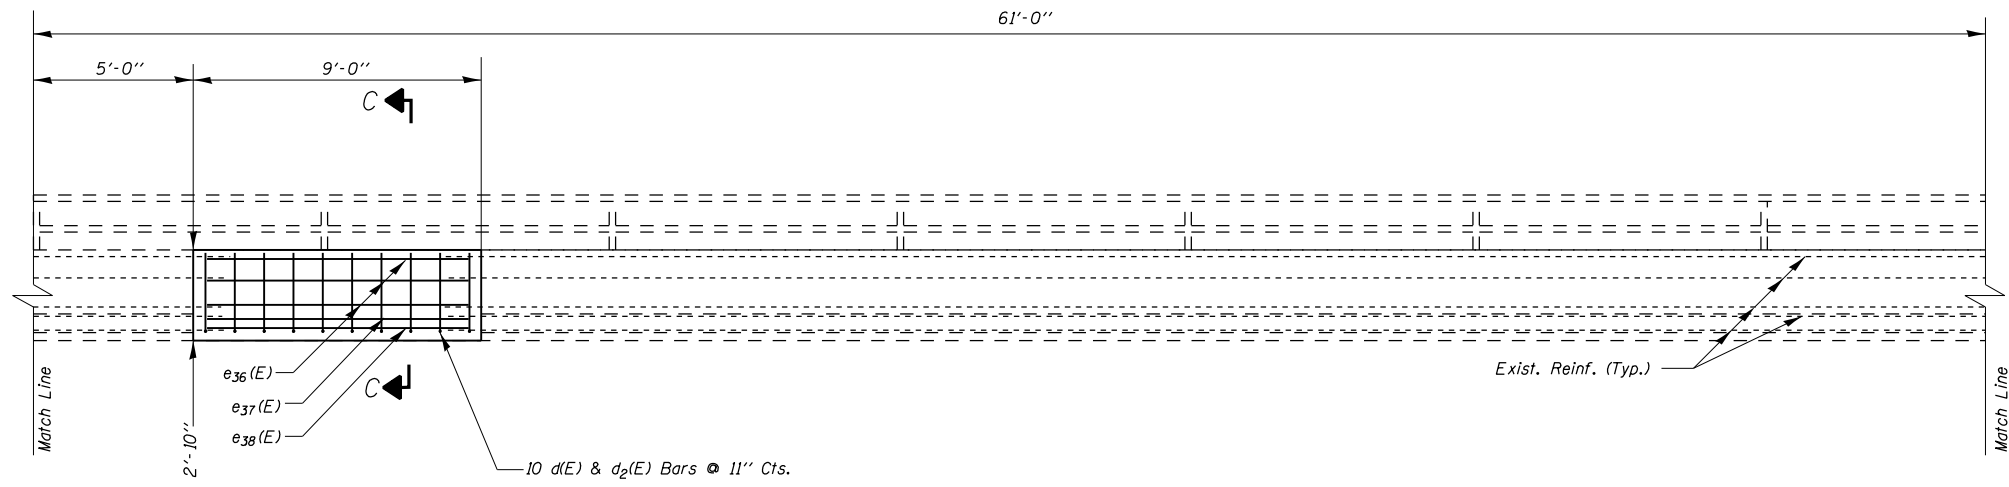 61'-0''
5'-0''
9'-0''
C
Exist. Reinf. (Typ.)
e36(E)
C
e37(E)
e38(E)
2'-10''
10 d(E) & d2(E) Bars @ 11'' Cts.
Match Line
Match Line